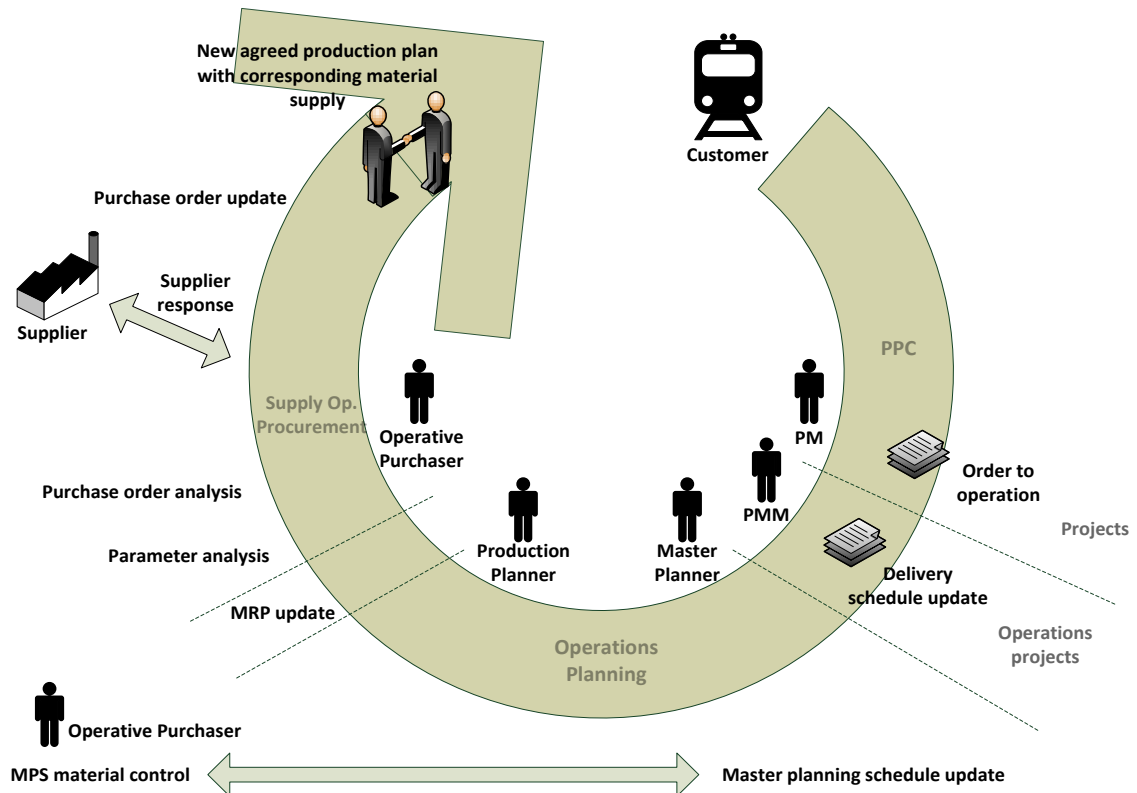 New agreed production plan
with corresponding material
supply
Customer
Purchase order update
Supplier
response
Supplier
PPC
Supply Op.
Procurement
Operative
Purchaser
PM
PMM
Order to
operation
Purchase order analysis
Projects
Parameter analysis
Production
Planner
Master
Planner
Delivery
schedule update
MRP update
Operations
Planning
Operations
projects
Operative Purchaser
MPS material control
Master planning schedule update